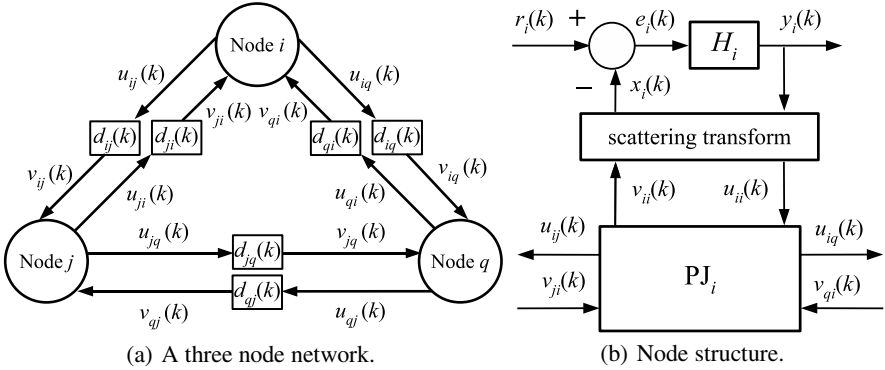 Node i
u_ij(k)
u_iq(k)
d_ij(k)
d_ji(k)
v_ji(k)
v_qi(k)
d_qi(k)
d_iq(k)
v_ij(k)
u_ji(k)
u_qi(k)
v_iq(k)
Node j
u_jq(k)
d_jq(k)
v_jq(k)
Node q
v_qj(k)
d_qj(k)
u_qj(k)
(a) A three node network.
r_i(k)
+
e_i(k)
H_i
y_i(k)
−
x_i(k)
scattering transform
v_ii(k)
u_ii(k)
u_ij(k)
u_iq(k)
v_ji(k)
PJ_i
v_qi(k)
(b) Node structure.